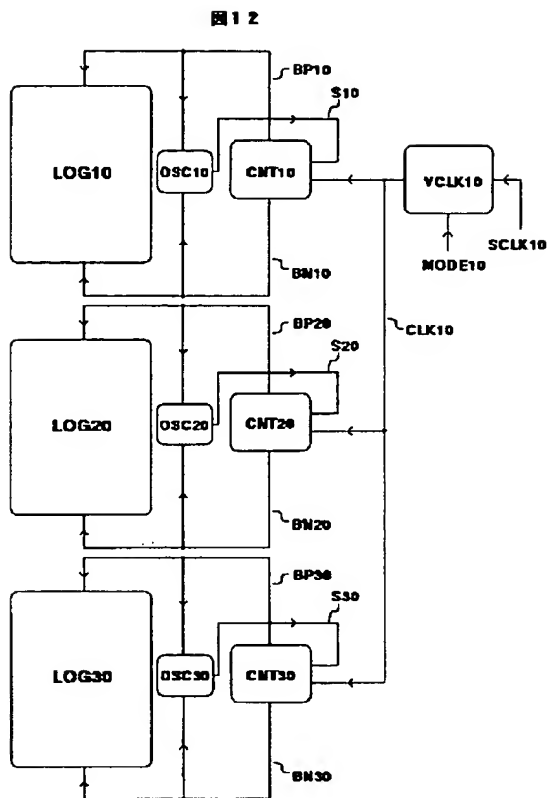 図12
BP10
S10
LOG10
OSC10
CNT10
VCLK10
SCLK10
MODE10
BN10
CLK10
BP20
S20
LOG20
OSC20
CNT20
BN20
BP30
S30
LOG30
OSC30
CNT30
BN30